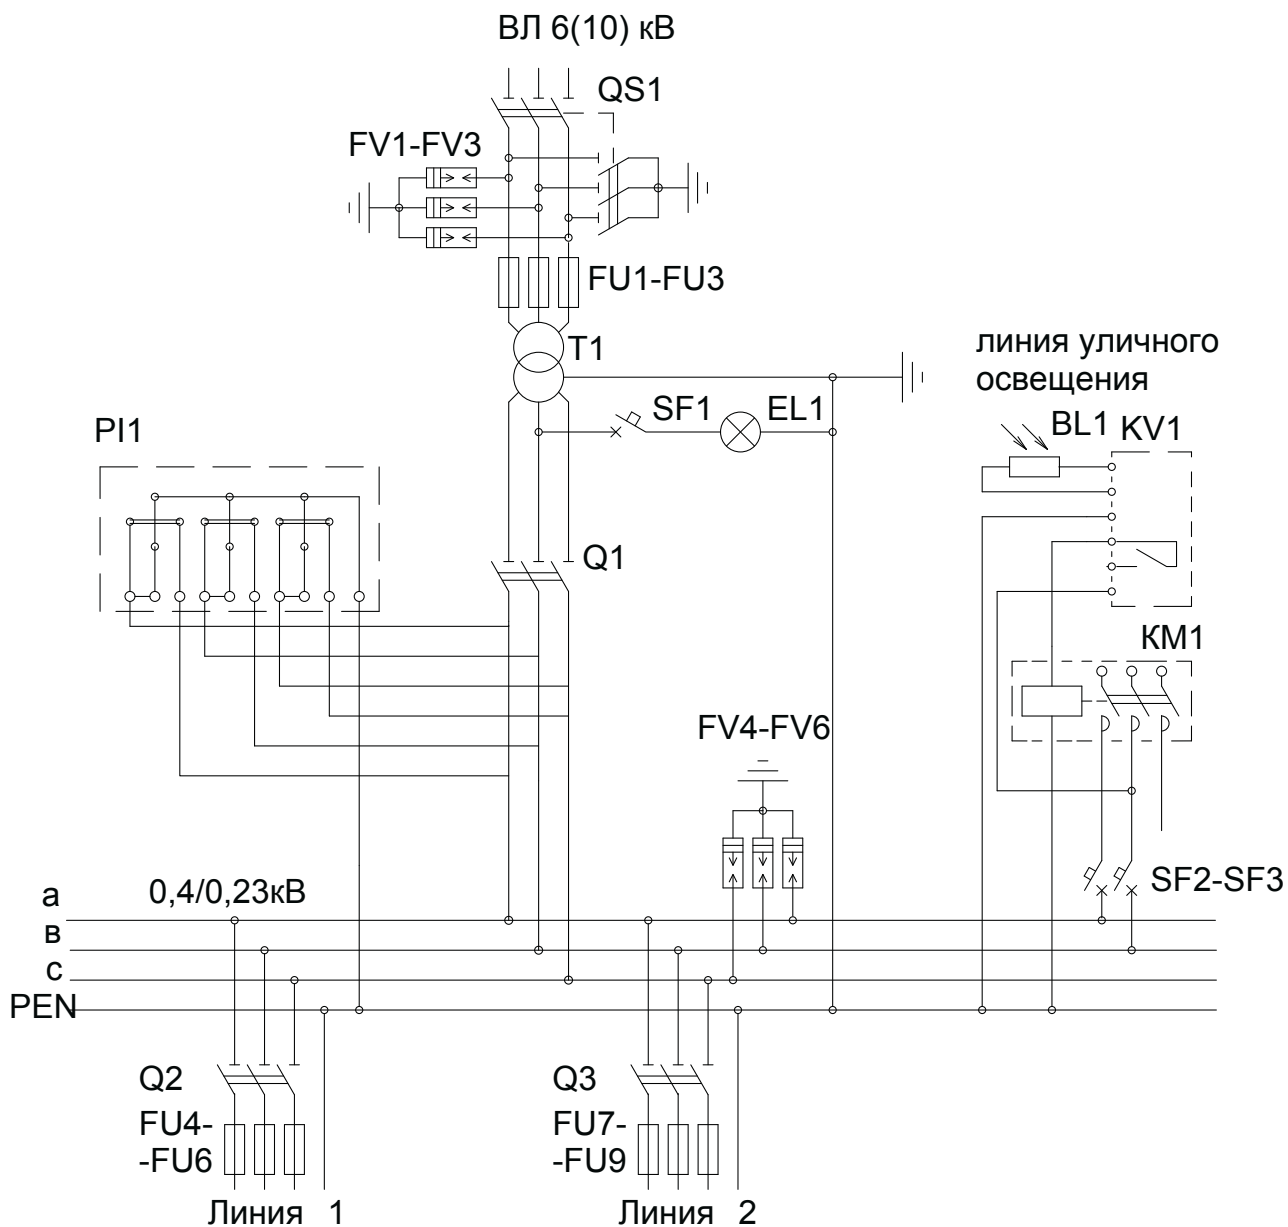 ВЛ 6(10) кВ
QS1
FV1-FV3
FU1-FU3
T1
линия уличного
освещения
SF1
EL1
BL1
KV1
PI1
Q1
КМ1
FV4-FV6
SF2-SF3
а
0,4/0,23кВ
в
с
PEN
Q2
Q3
FU4-
-FU6
FU7-
-FU9
Линия 1
Линия 2